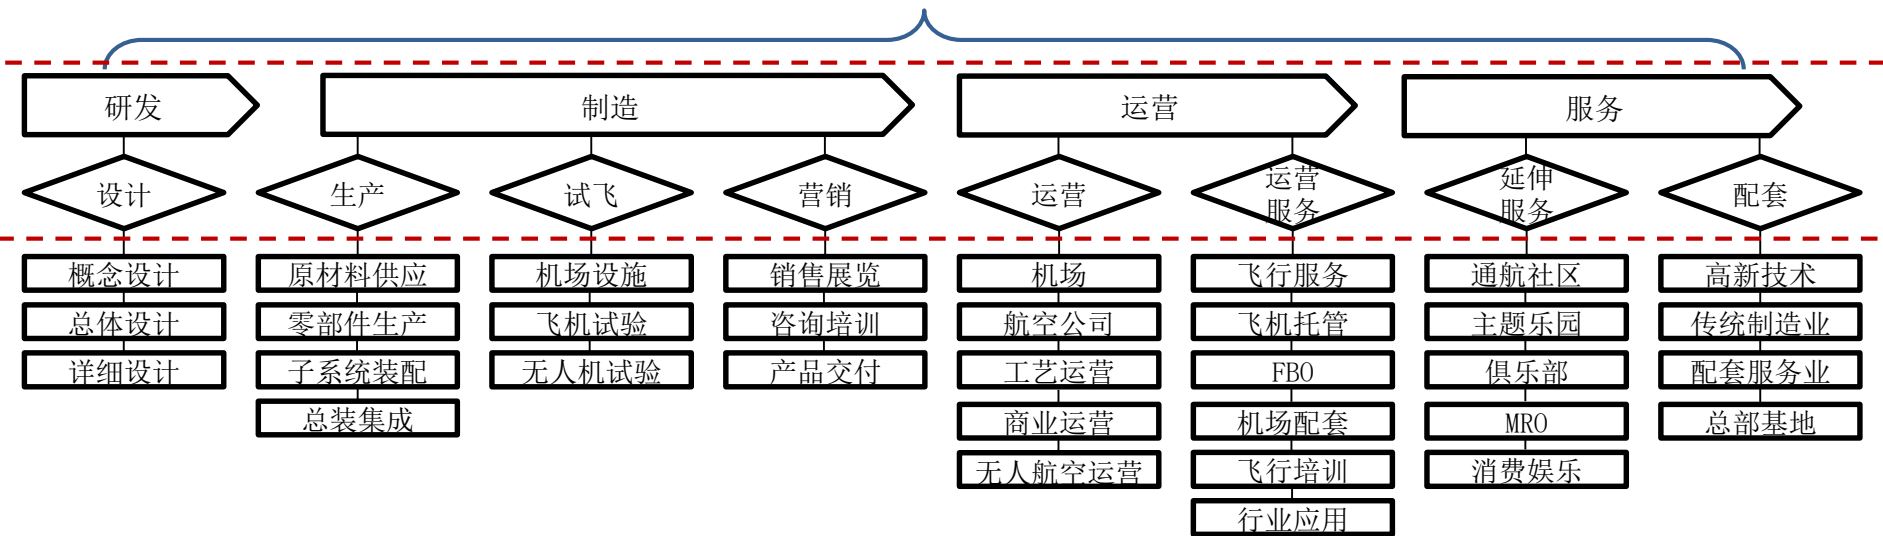 研发
制造
运营
服务
设计
生产
试飞
营销
运营
运营
服务
延伸
服务
配套
概念设计
原材料供应
机场设施
销售展览
机场
飞行服务
通航社区
高新技术
总体设计
零部件生产
飞机试验
咨询培训
航空公司
飞机托管
主题乐园
传统制造业
详细设计
子系统装配
无人机试验
产品交付
工艺运营
FBO
俱乐部
配套服务业
总装集成
商业运营
机场配套
MRO
总部基地
无人航空运营
飞行培训
消费娱乐
行业应用